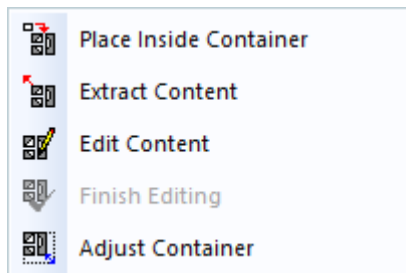 Place Inside Container
Extract Content
Edit Content
Finish Editing
Adjust Container